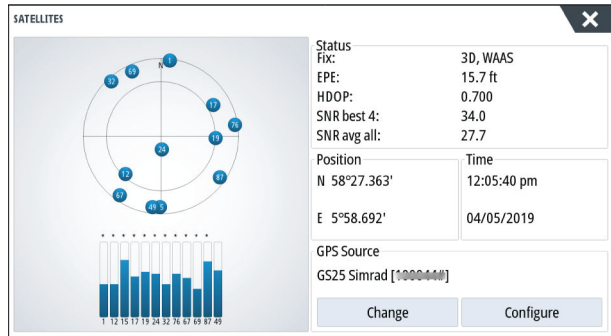 SATELLITES
N
1
69
32
17
76
19
24
12
87
67
49 5
* * * * * * * * * *
1 12 15 17 19 24 32 76 67 69 87 49
Status
Fix: 3D, WAAS
EPE: 15.7 ft
HDOP: 0.700
SNR best 4: 34.0
SNR avg all: 27.7
Position
N 58°27.363'
E 5°58.692'
Time
12:05:40 pm
04/05/2019
GPS Source
GS25 Simrad [
Change
Configure